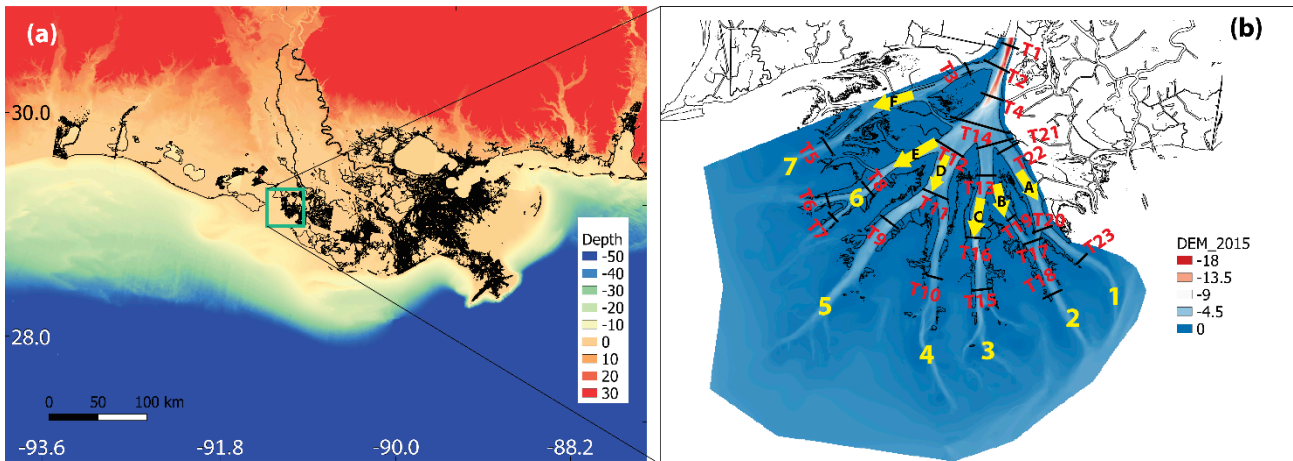 (a)
30.0
28.0
Depth
-50
-40
-30
-20
-10
0
10
20
30
0 100 km
-93.6 -91.8 -90.0 -88.2
(b)
T1
T2
T3
T4
F
T14
T21
T22
T5
E
T12
D
A
7
T8
T13
B
6
T6
T7
T11
C
T9
T19
T20
T16
T17
T23
T18
T10
T15
5
4
3
2
1
DEM_2015
-18
-13.5
-9
-4.5
0